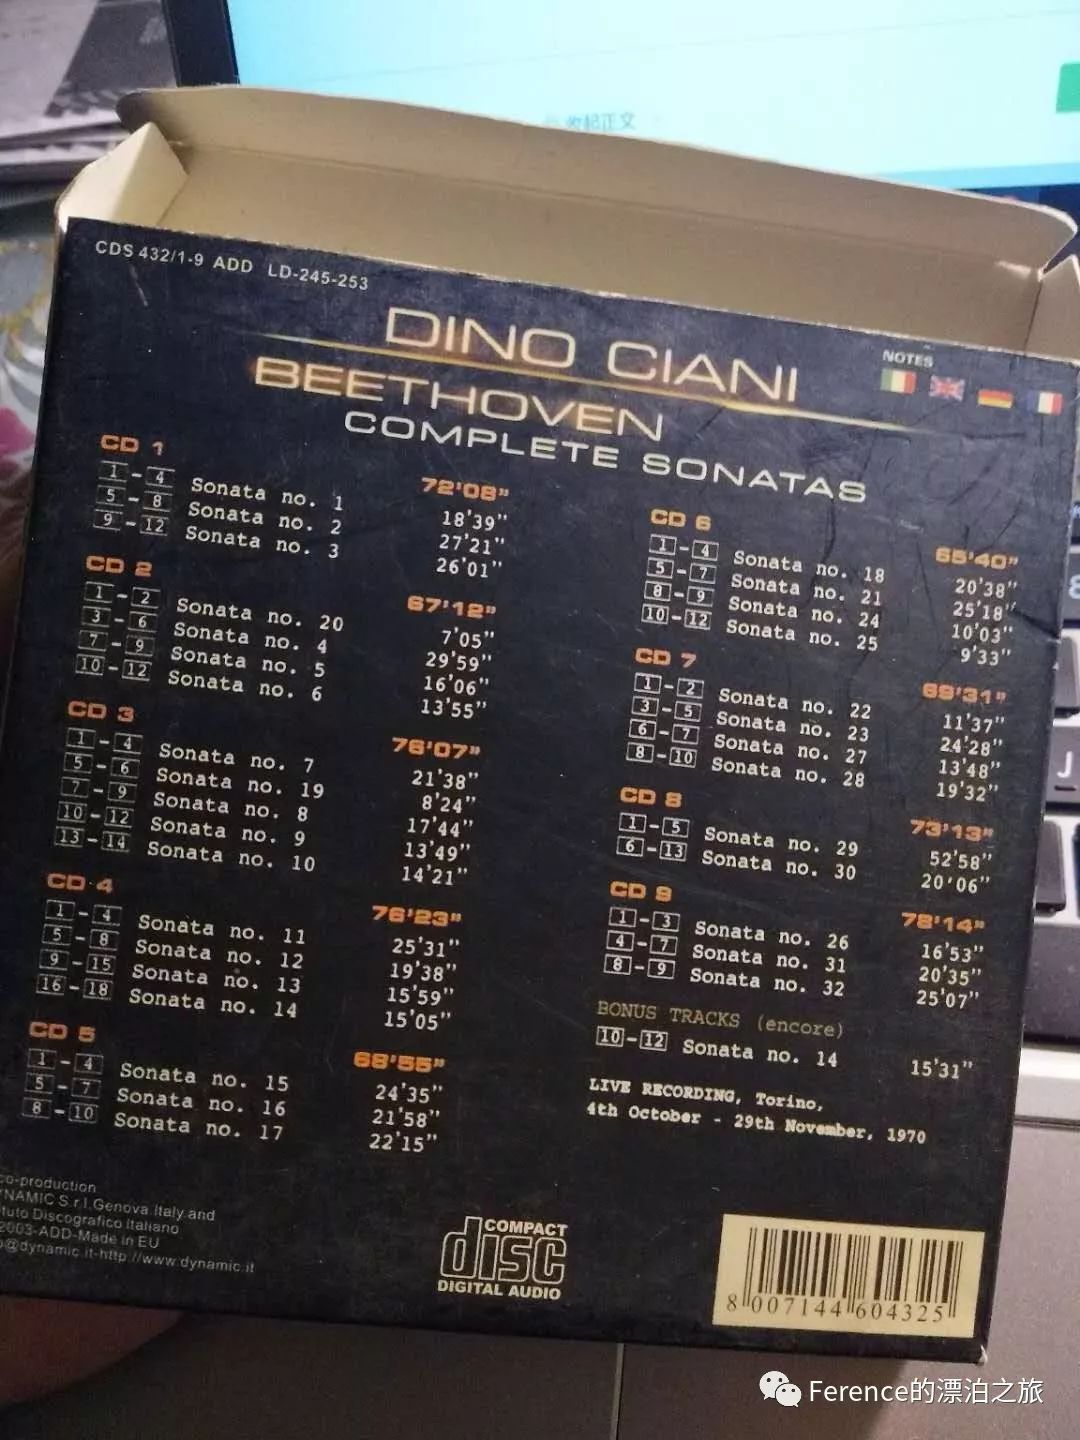 收起正文
CDS 432/1-9 ADD LD-245-253
DINO CIANI
BEETHOVEN
COMPLETE SONATAS
NOTES
CD 1 72'08"
1-4 Sonata no. 1 18'39"
5-8 Sonata no. 2 27'21"
9-12 Sonata no. 3 26'01"
CD 2 67'12"
1-2 Sonata no. 20 7'05"
3-6 Sonata no. 4 29'59"
7-9 Sonata no. 5 16'06"
10-12 Sonata no. 6 13'55"
CD 3 76'07"
1-4 Sonata no. 7 21'38"
5-6 Sonata no. 19 8'24"
7-9 Sonata no. 8 17'44"
10-12 Sonata no. 9 13'49"
13-14 Sonata no. 10 14'21"
CD 4 76'23"
1-4 Sonata no. 11 25'31"
5-8 Sonata no. 12 19'38"
9-15 Sonata no. 13 15'59"
16-18 Sonata no. 14 15'05"
CD 5 68'55"
1-4 Sonata no. 15 24'35"
5-7 Sonata no. 16 21'58"
8-10 Sonata no. 17 22'15"
CD 6 65'40"
1-4 Sonata no. 18 20'38"
5-7 Sonata no. 21 25'18"
8-9 Sonata no. 24 10'03"
10-12 Sonata no. 25 9'33"
CD 7 69'31"
1-2 Sonata no. 22 11'37"
3-5 Sonata no. 23 24'28"
6-7 Sonata no. 27 13'48"
8-10 Sonata no. 28 19'32"
CD 8 73'13"
1-5 Sonata no. 29 52'58"
6-13 Sonata no. 30 20'06"
CD 9 78'14"
1-3 Sonata no. 26 16'53"
4-7 Sonata no. 31 20'35"
8-9 Sonata no. 32 25'07"
BONUS TRACKS (encore)
10-12 Sonata no. 14 15'31"
LIVE RECORDING, Torino,
4th October - 29th November, 1970
co-production
YNAMIC S.r.l. Genova Italy and
tuto Discografico Italiano
2003-ADD-Made in EU
@dynamic.it-http://www.dynamic.it
COMPACT
disc
DIGITAL AUDIO
8 007144 604325
J
8
Ference的漂泊之旅